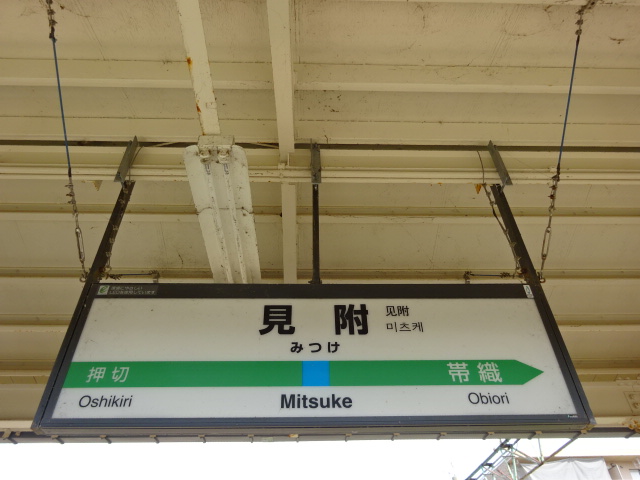 見附
见附
미츠케
みつけ
押切
帯織
Oshikiri
Mitsuke
Obiori